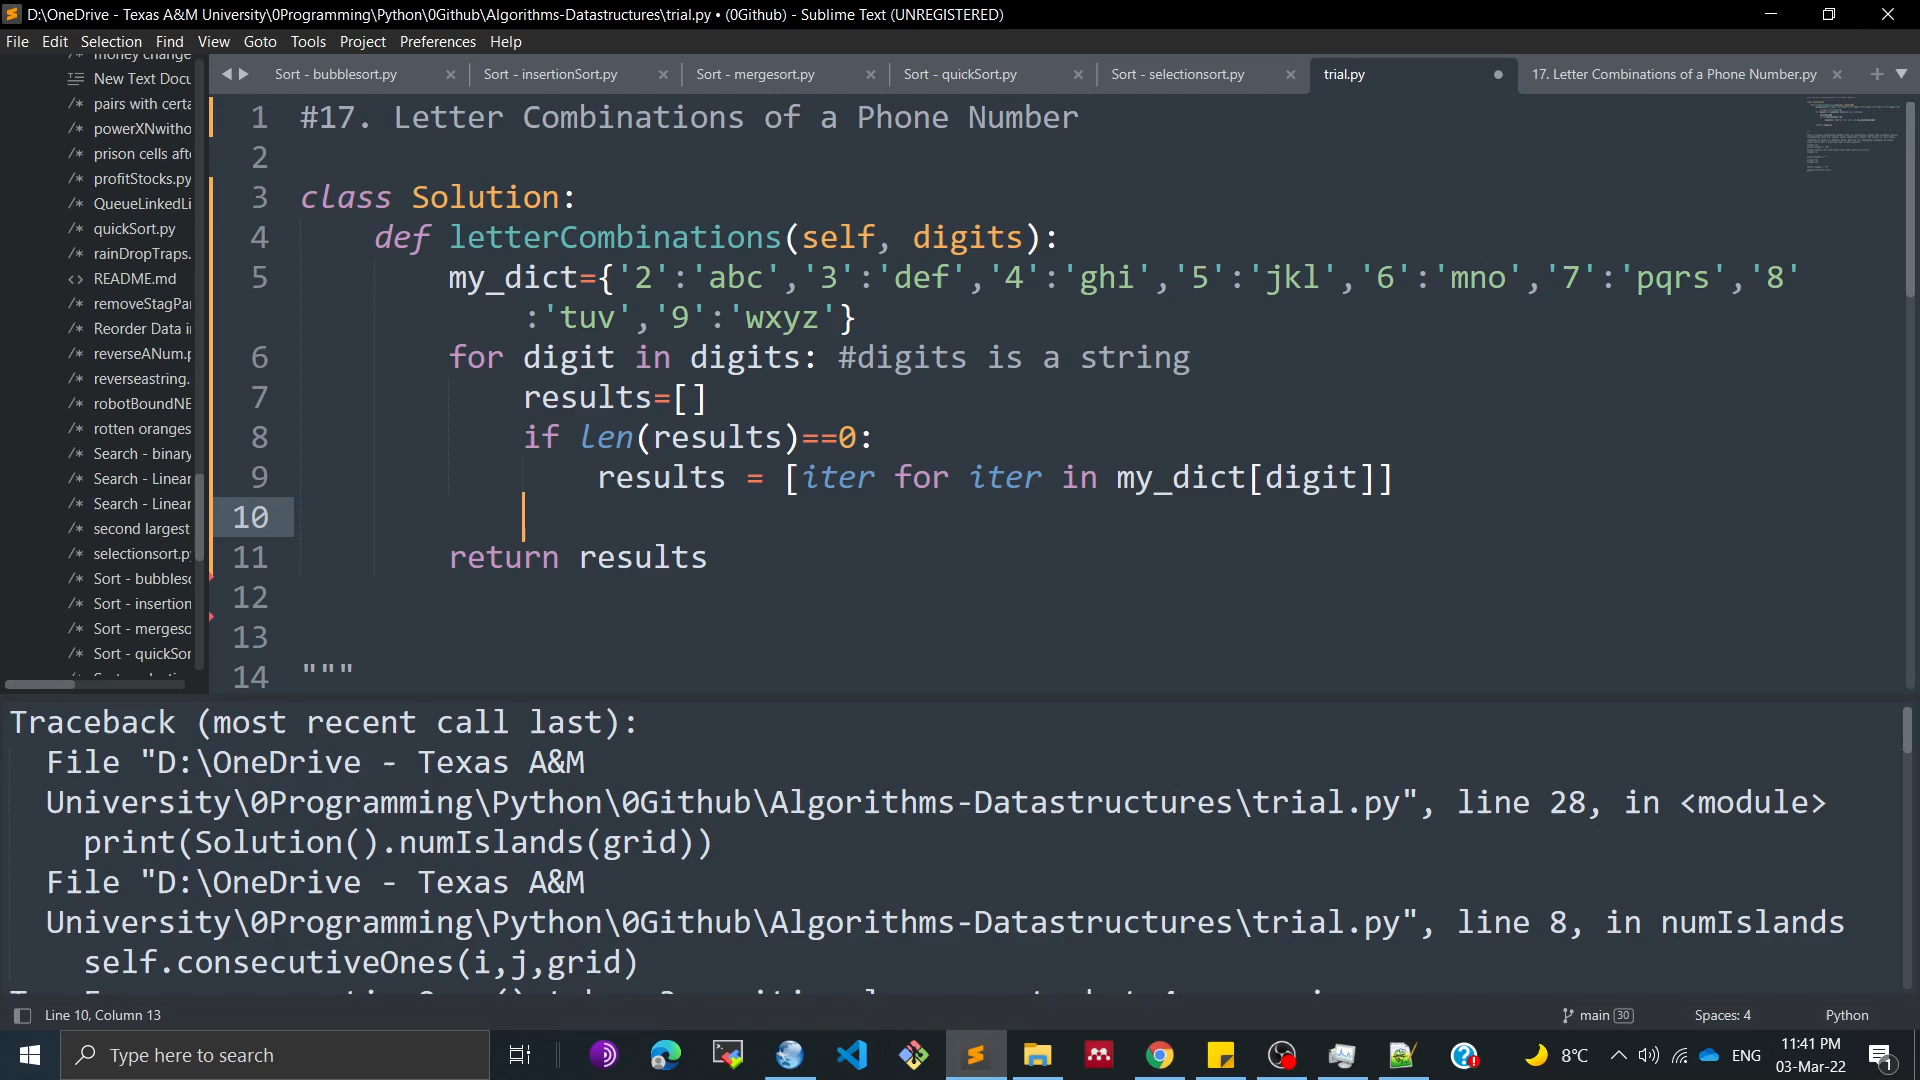 D:\OneDrive - Texas A&M University\0Programming\Python\0Github\Algorithms-Datastructures\trial.py • (0Github) - Sublime Text (UNREGISTERED)
File Edit Selection Find View Goto Tools Project Preferences Help
money change
New Text Docu
pairs with certa
powerXNwitho
prison cells afte
profitStocks.py
QueueLinkedLi
quickSort.py
rainDropTraps.
README.md
removeStagPa
Reorder Data i
reverseANum.p
reverseastring.
robotBoundNE
rotten oranges
Search - binary
Search - Linear
Search - Linear
second largest
selectionsort.py
Sort - bubbleso
Sort - insertion
Sort - mergeso
Sort - quickSor
Sort - bubblesort.py Sort - insertionSort.py Sort - mergesort.py Sort - quickSort.py Sort - selectionsort.py trial.py 17. Letter Combinations of a Phone Number.py
1 #17. Letter Combinations of a Phone Number
2
3 class Solution:
4 def letterCombinations(self, digits):
5 my_dict={'2':'abc','3':'def','4':'ghi','5':'jkl','6':'mno','7':'pqrs','8'
:'tuv','9':'wxyz'}
6 for digit in digits: #digits is a string
7 results=[]
8 if len(results)==0:
9 results = [iter for iter in my_dict[digit]]
10
11 return results
12
13
14 """
Traceback (most recent call last):
File "D:\OneDrive - Texas A&M
University\0Programming\Python\0Github\Algorithms-Datastructures\trial.py", line 28, in <module>
print(Solution().numIslands(grid))
File "D:\OneDrive - Texas A&M
University\0Programming\Python\0Github\Algorithms-Datastructures\trial.py", line 8, in numIslands
self.consecutiveOnes(i,j,grid)
Line 10, Column 13
main 30
Spaces: 4
Python
Type here to search
8°C
ENG
11:41 PM
03-Mar-22
1